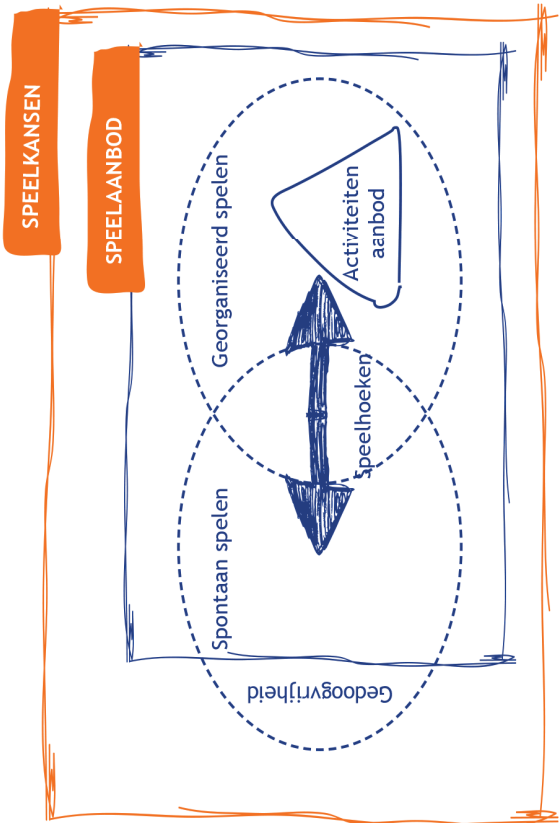 SPEELKANSEN
SPEELAANBOD
Georganiseerd spelen
Spontaan spelen
Activiteiten
aanbod
Speelhoeken
Gedoogvrijheid